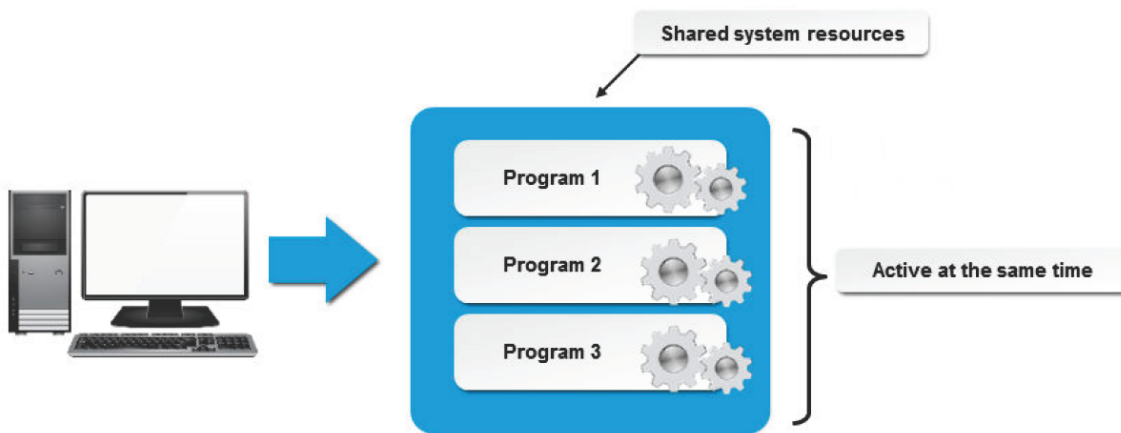 Shared system resources
Program 1
Program 2
Program 3
Active at the same time